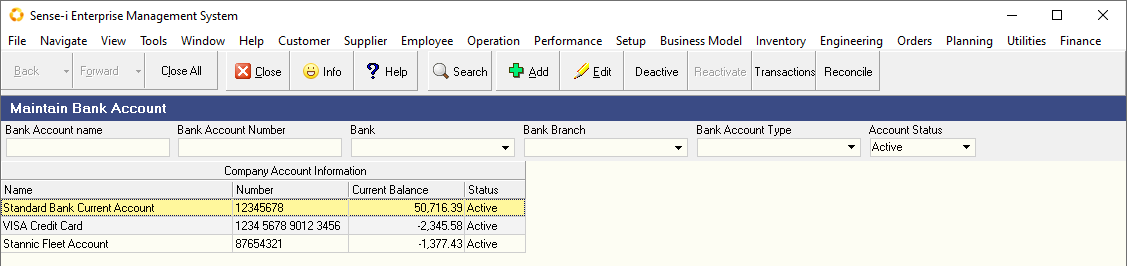 Sense-i Enterprise Management System
File Navigate View Tools Window Help Customer Supplier Employee Operation Performance Setup Business Model Inventory Engineering Orders Planning Utilities Finance
Back Forward Close All Close Info Help Search Add Edit Deactive Reactivate Transactions Reconcile
Maintain Bank Account
Bank Account name Bank Account Number Bank Bank Branch Bank Account Type Account Status
Active
Company Account Information
Name Number Current Balance Status
Standard Bank Current Account 12345678 50,716.39 Active
VISA Credit Card 1234 5678 9012 3456 -2,345.58 Active
Stannic Fleet Account 87654321 -1,377.43 Active